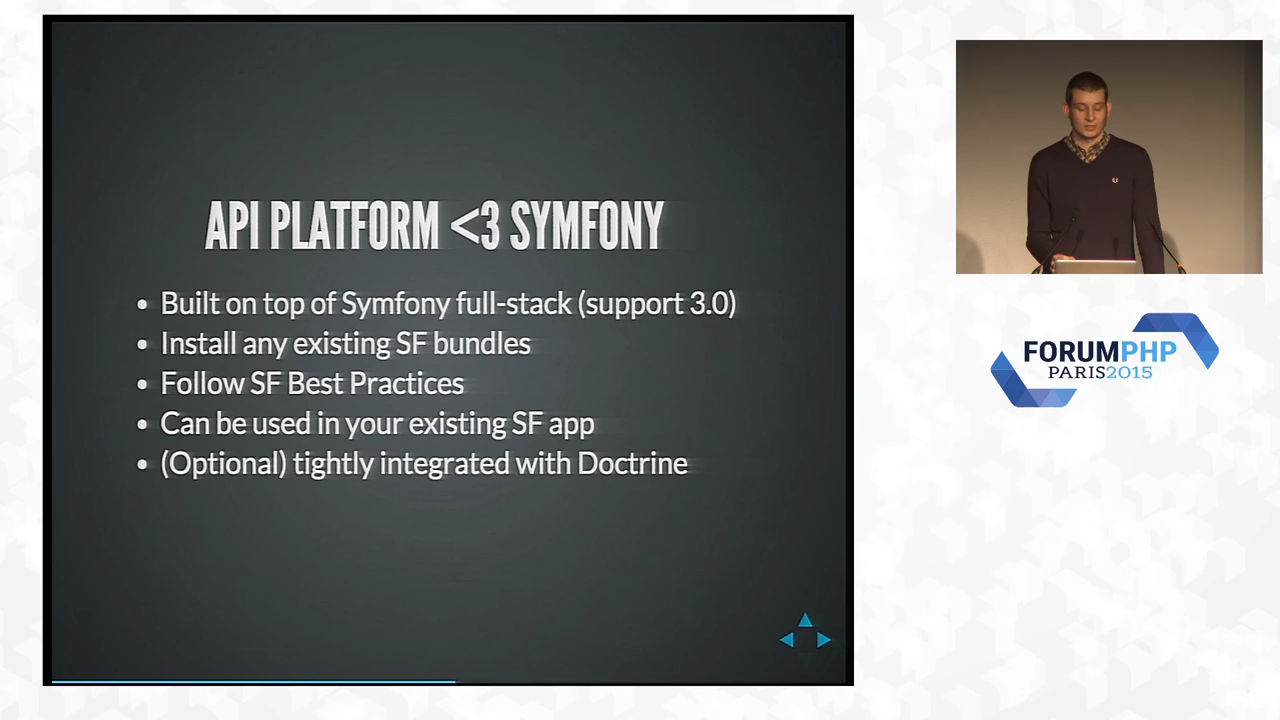 API PLATFORM <3 SYMFONY
• Built on top of Symfony full-stack (support 3.0)
• Install any existing SF bundles
• Follow SF Best Practices
• Can be used in your existing SF app
• (Optional) tightly integrated with Doctrine
FORUMPHP
PARIS2015